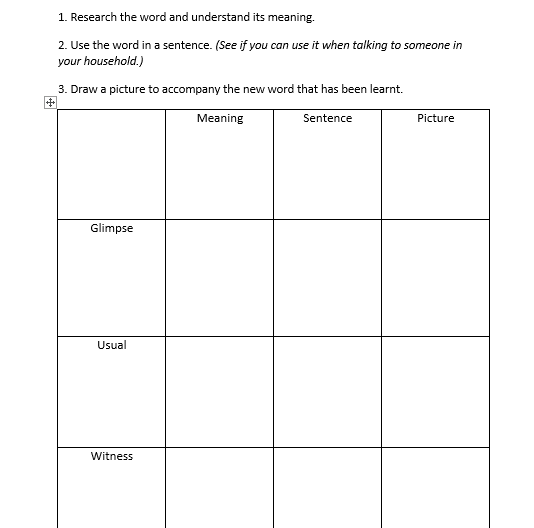 1. Research the word and understand its meaning.
2. Use the word in a sentence. (See if you can use it when talking to someone in
your household.)
3. Draw a picture to accompany the new word that has been learnt.
Meaning Sentence Picture
Glimpse
Usual
Witness